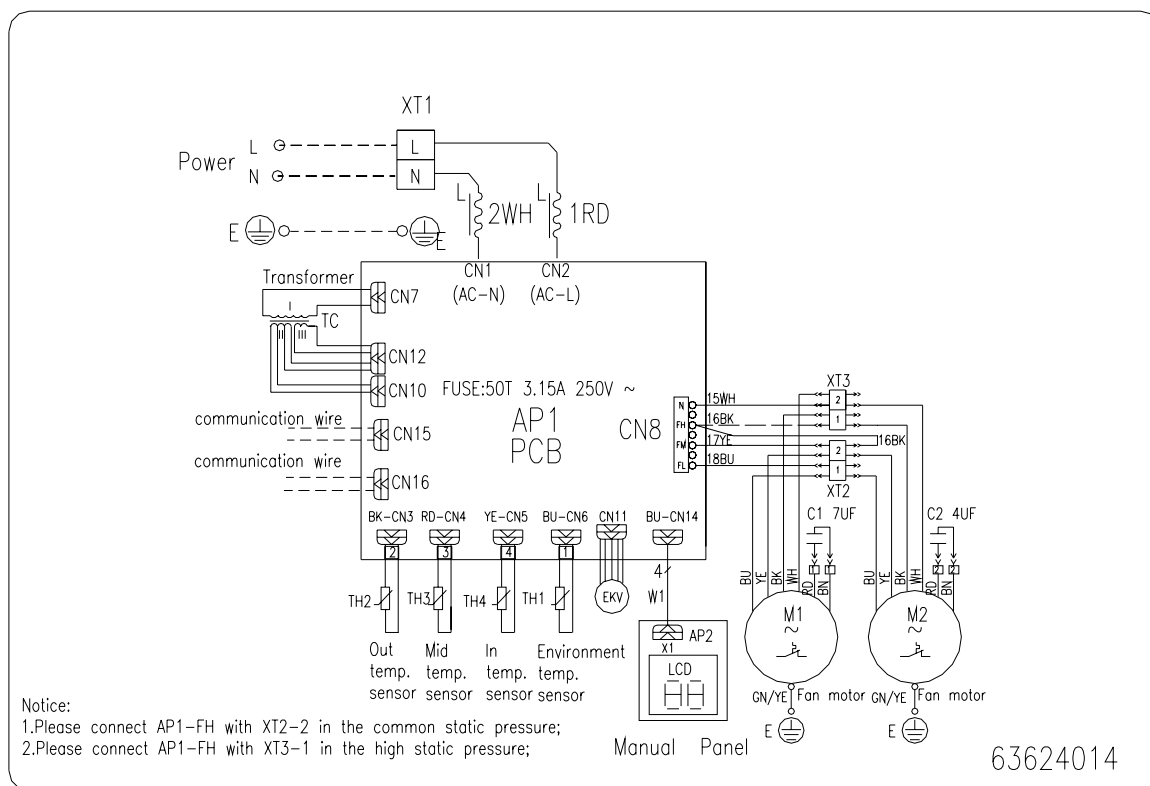 XT1
Power L L
N N
L 2WH L 1RD
E E
CN1 CN2
(AC-N) (AC-L)
Transformer
CN7
I
TC
II III
CN12
CN10 FUSE:50T 3.15A 250V ~
AP1
PCB
CN8
N 15WH
FH 16BK
FM 17YE
FL 18BU
XT3
2
1
16BK
2
1
XT2
communication wire
CN15
communication wire
CN16
BK-CN3 RD-CN4 YE-CN5 BU-CN6 CN11 BU-CN14
2 3 4 1
4
W1
TH2 TH3 TH4 TH1 EKV
Out Mid In Environment
temp. temp. temp. temp.
sensor sensor sensor sensor
AP2
X1
LCD
Manual Panel
C1 7UF C2 4UF
BU YE BK WH RD BN
BU YE BK WH RD BN
1 2 2 1
M1 M2
~ ~
GN/YE Fan motor GN/YE Fan motor
E E
Notice:
1.Please connect AP1-FH with XT2-2 in the common static pressure;
2.Please connect AP1-FH with XT3-1 in the high static pressure;
63624014